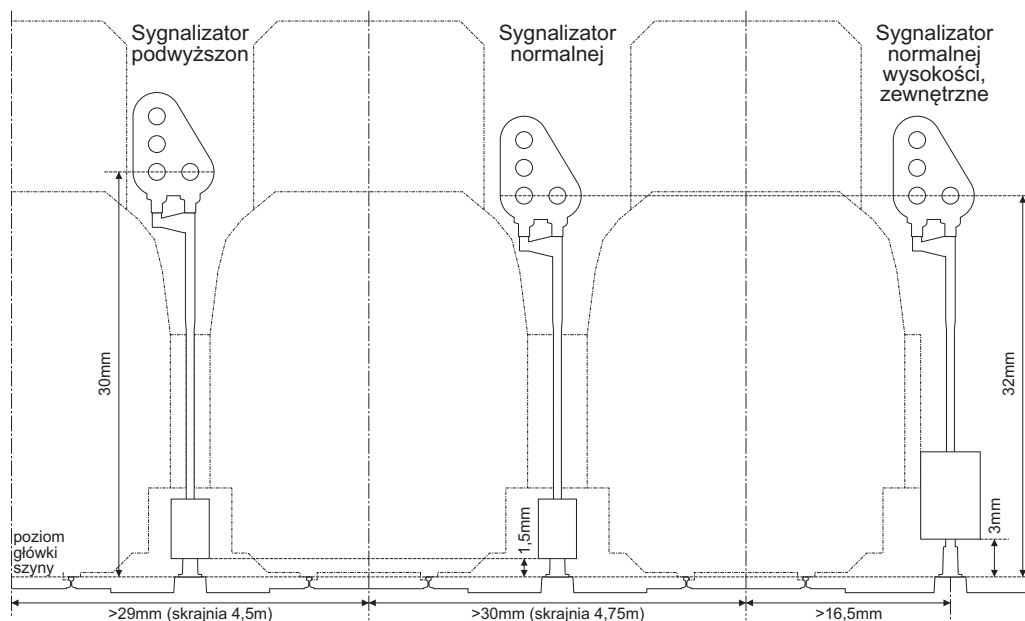 Sygnalizator
podwyższon
Sygnalizator
normalnej
Sygnalizator
normalnej
wysokości,
zewnętrzne
30mm
1,5mm
3mm
32mm
poziom
główki
szyny
>29mm (skrajnia 4,5m)
>30mm (skrajnia 4,75m)
>16,5mm